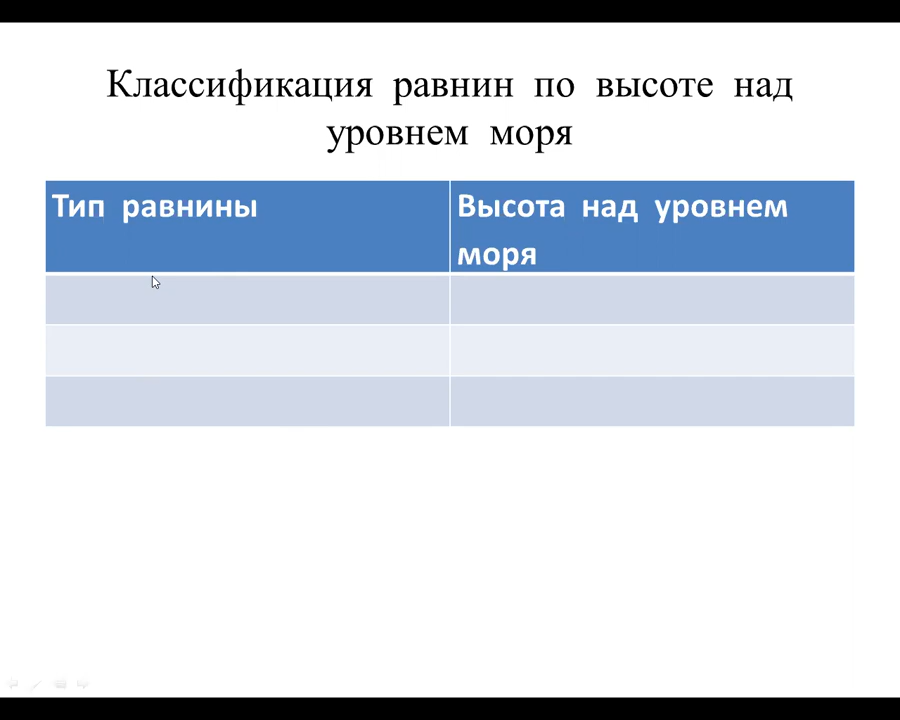 Классификация равнин по высоте над
уровнем моря
Тип равнины
Высота над уровнем
моря